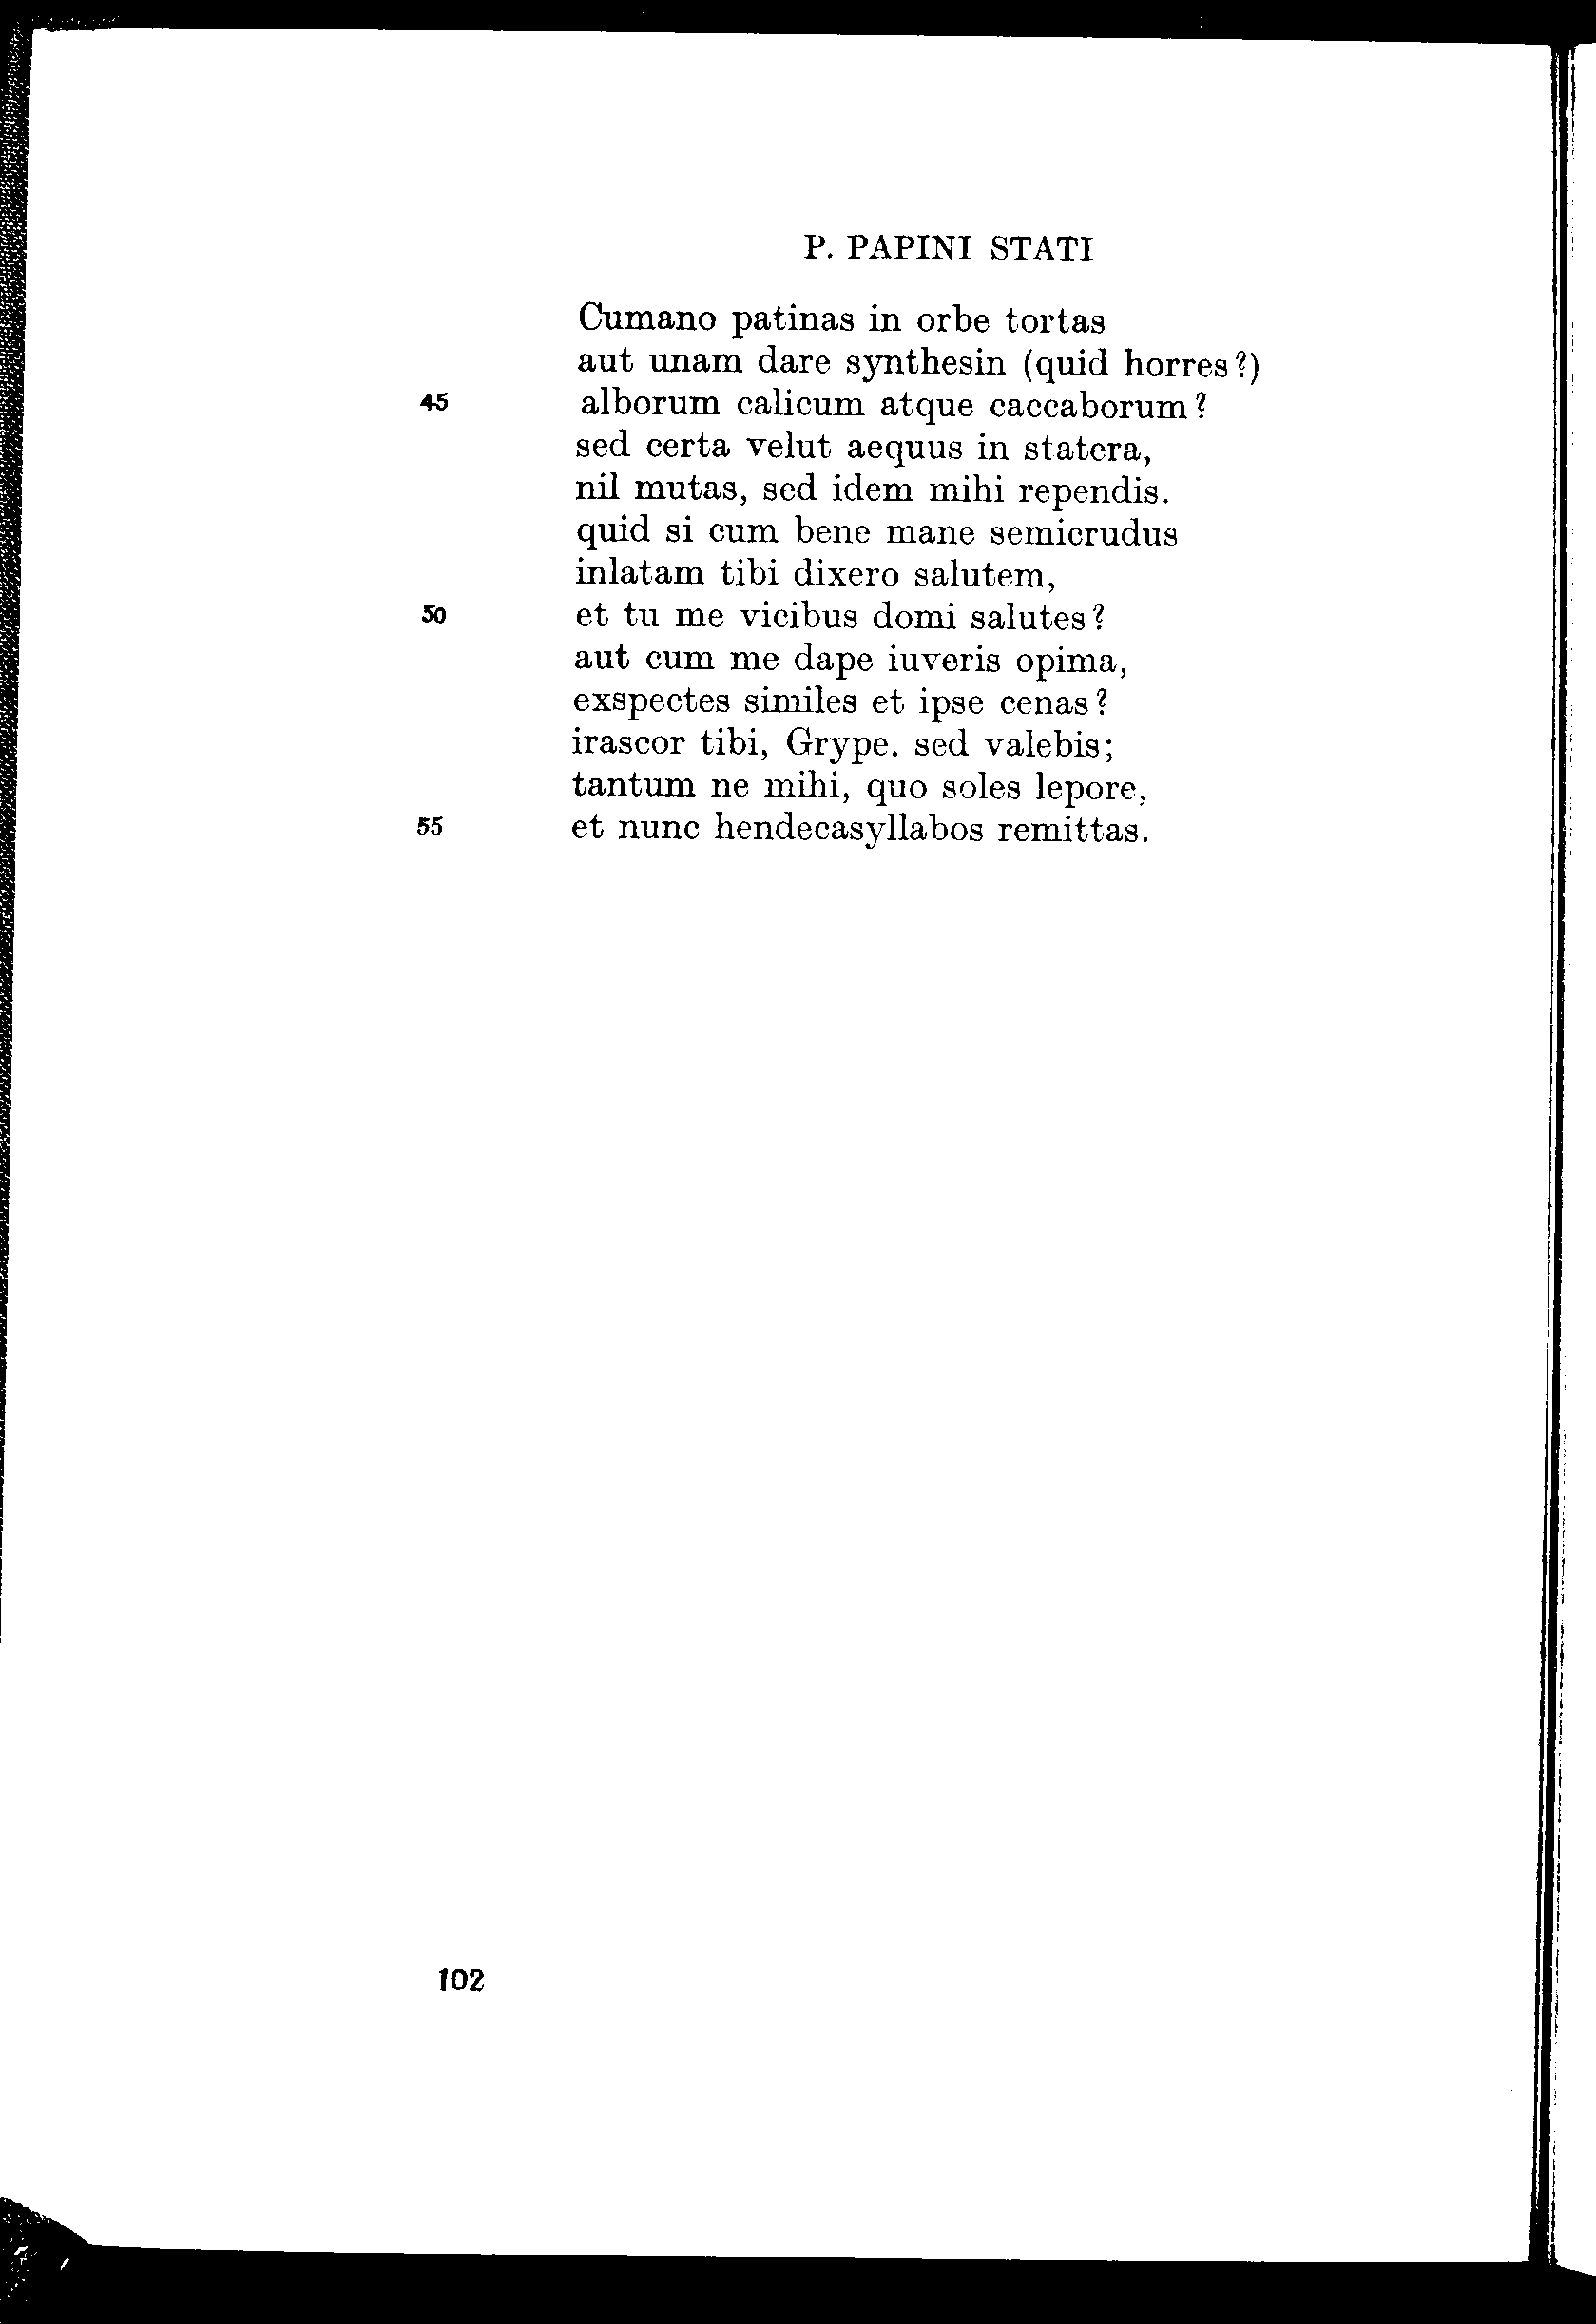 P. PAPINI STATI
Cumano patinas in orbe tortas
aut unam dare synthesin (quid horres?)
45 alborum calicum atque caccaborum?
sed certa velut aequus in statera,
nil mutas, sed idem mihi rependis.
quid si cum bene mane semicrudus
inlatam tibi dixero salutem,
50 et tu me vicibus domi salutes?
aut cum me dape iuveris opima,
exspectes similes et ipse cenas?
irascor tibi, Grype. sed valebis;
tantum ne mihi, quo soles lepore,
55 et nunc hendecasyllabos remittas.
102